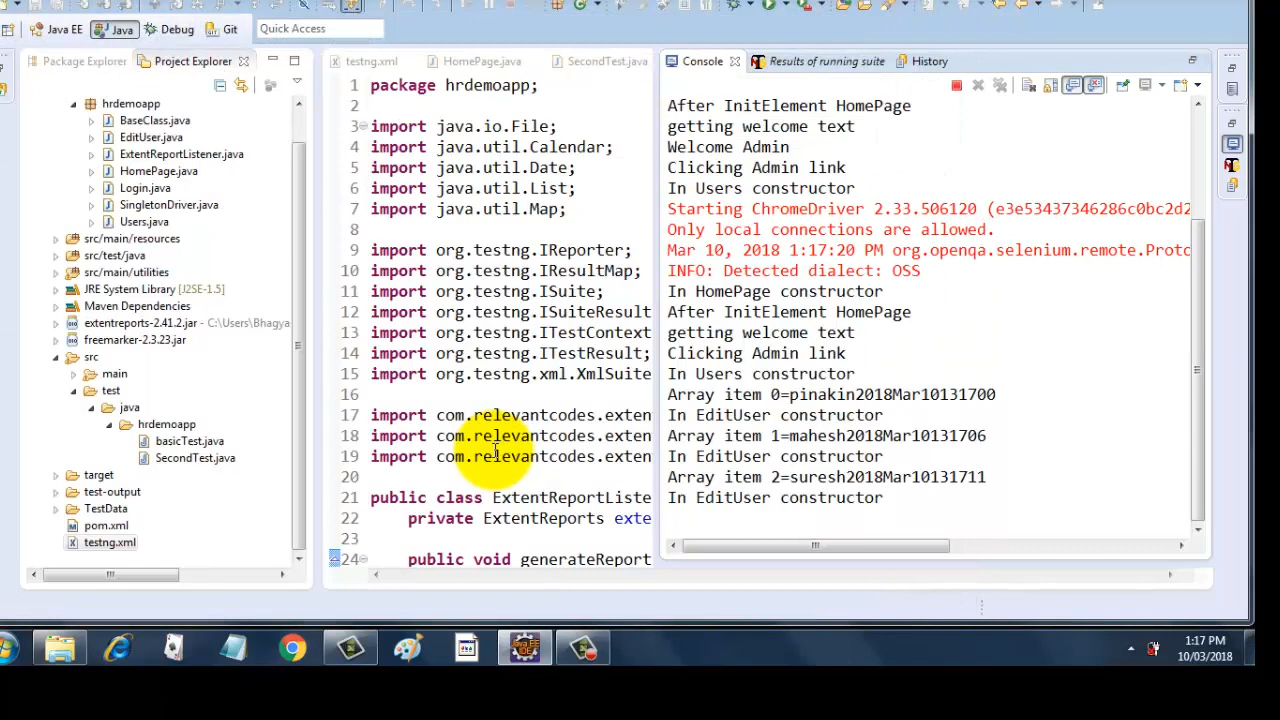 Java EE Java Debug Git Quick Access
Package Explorer Project Explorer
hrdemoapp
BaseClass.java
EditUser.java
ExtentReportListener.java
HomePage.java
Login.java
SingletonDriver.java
Users.java
src/main/resources
src/test/java
src/main/utilities
JRE System Library [J2SE-1.5]
Maven Dependencies
extentreports-2.41.2.jar - C:\Users\Bhagya
freemarker-2.3.23.jar
src
main
test
java
hrdemoapp
basicTest.java
SecondTest.java
target
test-output
TestData
pom.xml
testng.xml
testng.xml HomePage.java SecondTest.java
1 package hrdemoapp;
2
3 import java.io.File;
4 import java.util.Calendar;
5 import java.util.Date;
6 import java.util.List;
7 import java.util.Map;
8
9 import org.testng.IReporter;
10 import org.testng.IResultMap;
11 import org.testng.ISuite;
12 import org.testng.ISuiteResult
13 import org.testng.ITestContext
14 import org.testng.ITestResult;
15 import org.testng.xml.XmlSuite
16
17 import com.relevantcodes.exten
18 import com.relevantcodes.exten
19 import com.relevantcodes.exten
20
21 public class ExtentReportListe
22 private ExtentReports exte
23
24 public void generateReport
Console Results of running suite History
After InitElement HomePage
getting welcome text
Welcome Admin
Clicking Admin link
In Users constructor
Starting ChromeDriver 2.33.506120 (e3e53437346286c0bc2d2
Only local connections are allowed.
Mar 10, 2018 1:17:20 PM org.openqa.selenium.remote.Proto
INFO: Detected dialect: OSS
In HomePage constructor
After InitElement HomePage
getting welcome text
Clicking Admin link
In Users constructor
Array item 0=pinakin2018Mar10131700
In EditUser constructor
Array item 1=mahesh2018Mar10131706
In EditUser constructor
Array item 2=suresh2018Mar10131711
In EditUser constructor
Java EE
IDE
1:17 PM
10/03/2018